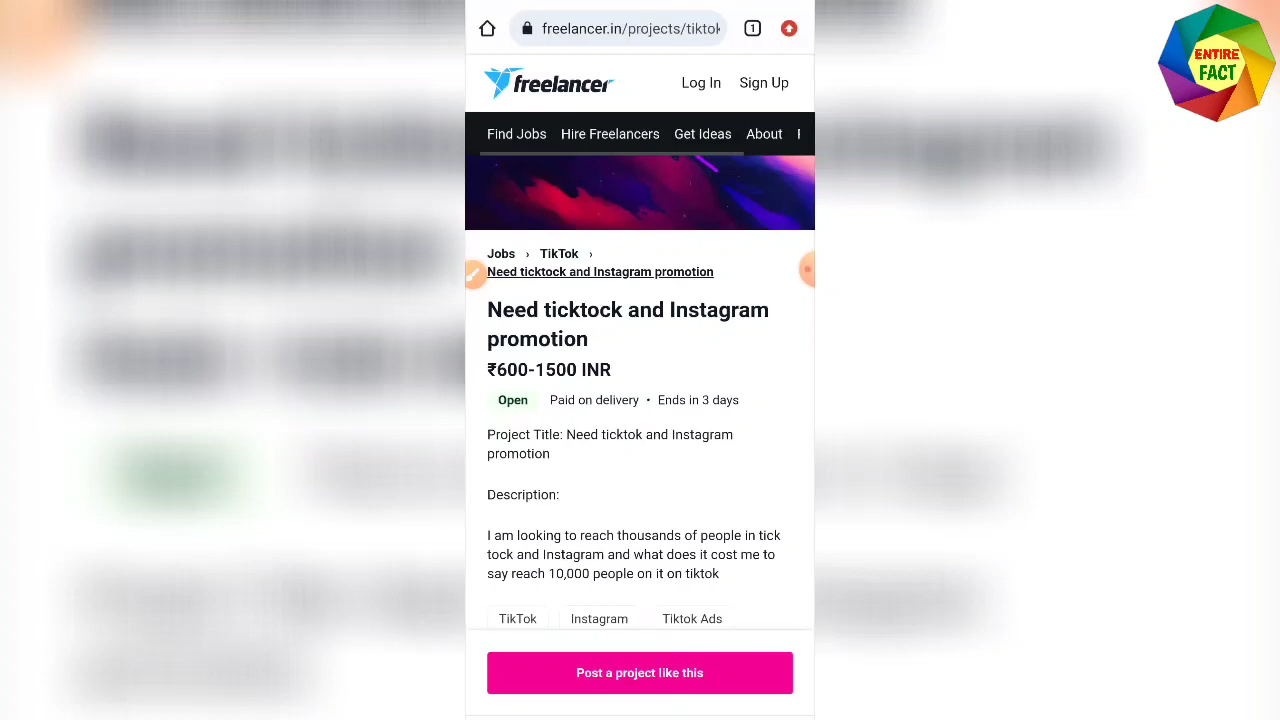 freelancer.in/projects/tiktok
1
ENTIRE
FACT
freelancer
Log In Sign Up
Find Jobs Hire Freelancers Get Ideas About
Jobs › TikTok ›
Need ticktock and Instagram promotion
Need ticktock and Instagram
promotion
₹600-1500 INR
Open Paid on delivery • Ends in 3 days
Project Title: Need ticktok and Instagram
promotion
Description:
I am looking to reach thousands of people in tick
tock and Instagram and what does it cost me to
say reach 10,000 people on it on tiktok
TikTok Instagram Tiktok Ads
Post a project like this